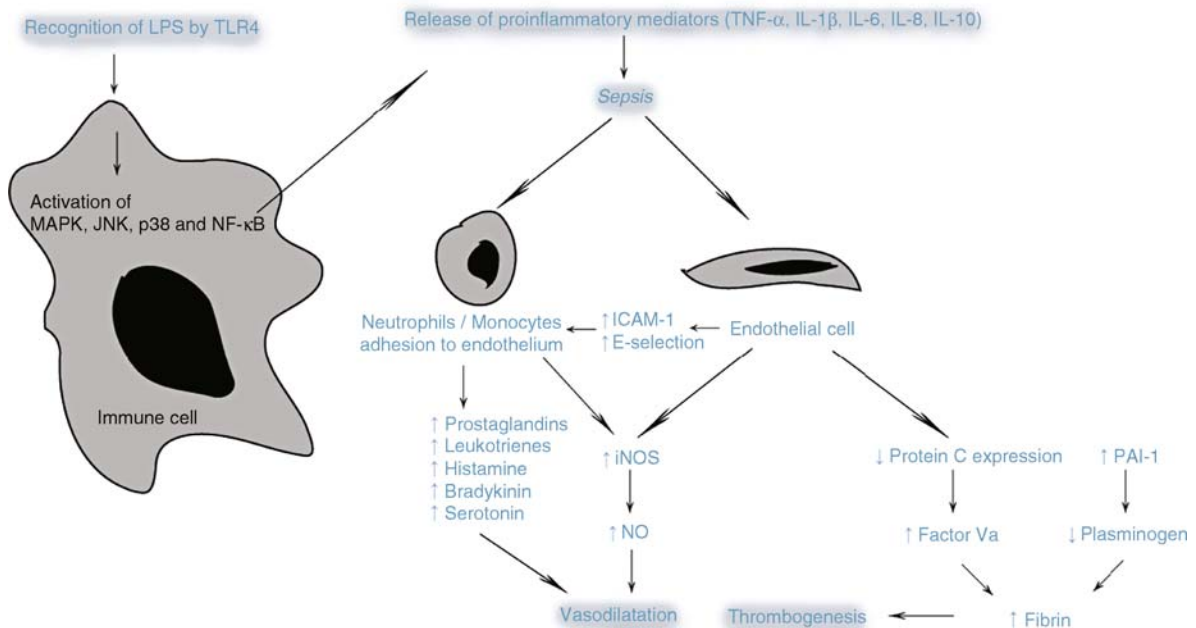 Recognition of LPS by TLR4
Release of proinflammatory mediators (TNF-α, IL-1β, IL-6, IL-8, IL-10)
Sepsis
Activation of
MAPK, JNK, p38 and NF-κB
Immune cell
Neutrophils / Monocytes
adhesion to endothelium
↑ICAM-1
↑E-selection
Endothelial cell
↑ Prostaglandins
↑ Leukotrienes
↑ Histamine
↑ Bradykinin
↑ Serotonin
↑ iNOS
↑ NO
↓ Protein C expression
↑ PAI-1
↑ Factor Va
↓ Plasminogen
Vasodilatation
Thrombogenesis
↑ Fibrin